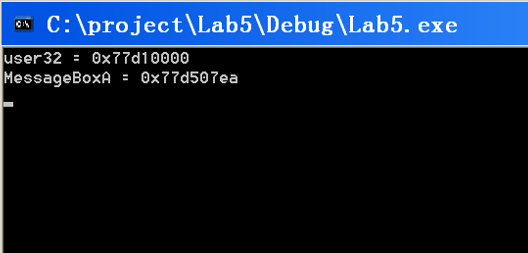 C:\project\Lab5\Debug\Lab5.exe
user32 = 0x77d10000
MessageBoxA = 0x77d507ea